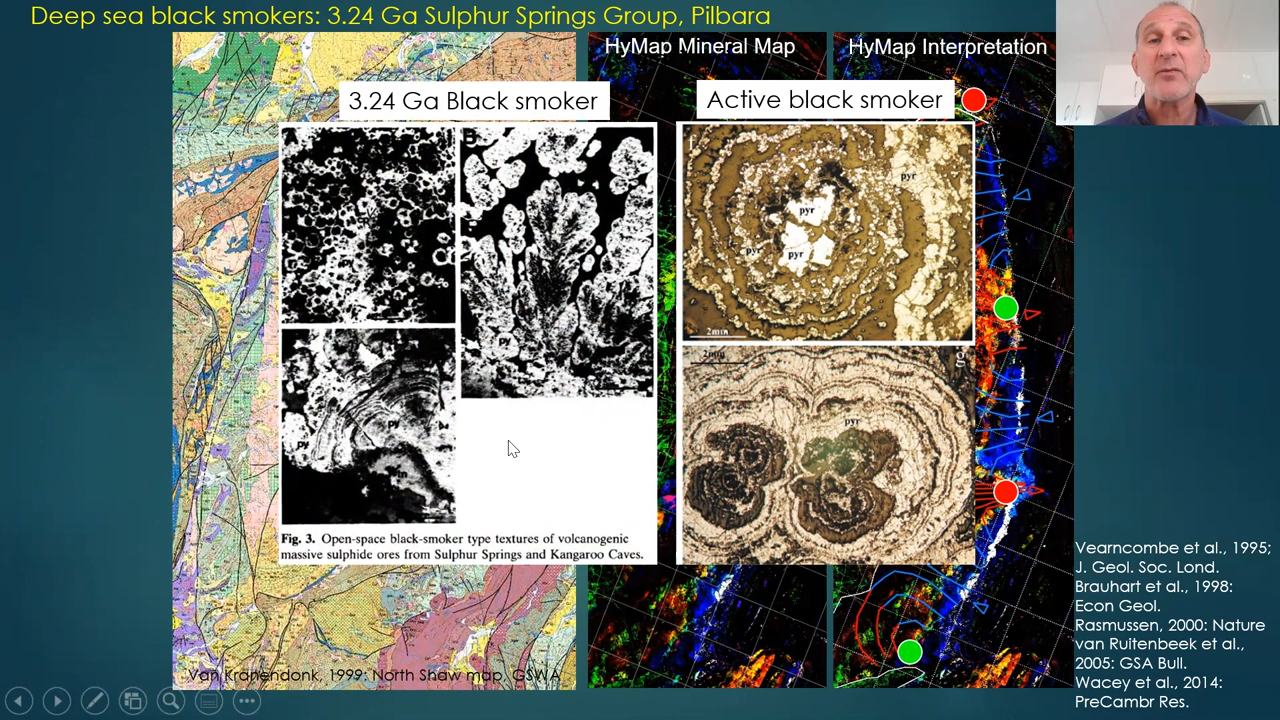 Deep sea black smokers: 3.24 Ga Sulphur Springs Group, Pilbara
HyMap Mineral Map
HyMap Interpretation
3.24 Ga Black smoker
Active black smoker
pyr
pyr
pyr
pyr
2mm
py
py
py
2mm
g
pyr
Fig. 3. Open-space black-smoker type textures of volcanogenic
massive sulphide ores from Sulphur Springs and Kangaroo Caves.
Van Kranendonk, 1999: North Shaw map, GSWA
Vearncombe et al., 1995;
J. Geol. Soc. Lond.
Brauhart et al., 1998:
Econ Geol.
Rasmussen, 2000: Nature
van Ruitenbeek et al.,
2005: GSA Bull.
Wacey et al., 2014:
PreCambr Res.